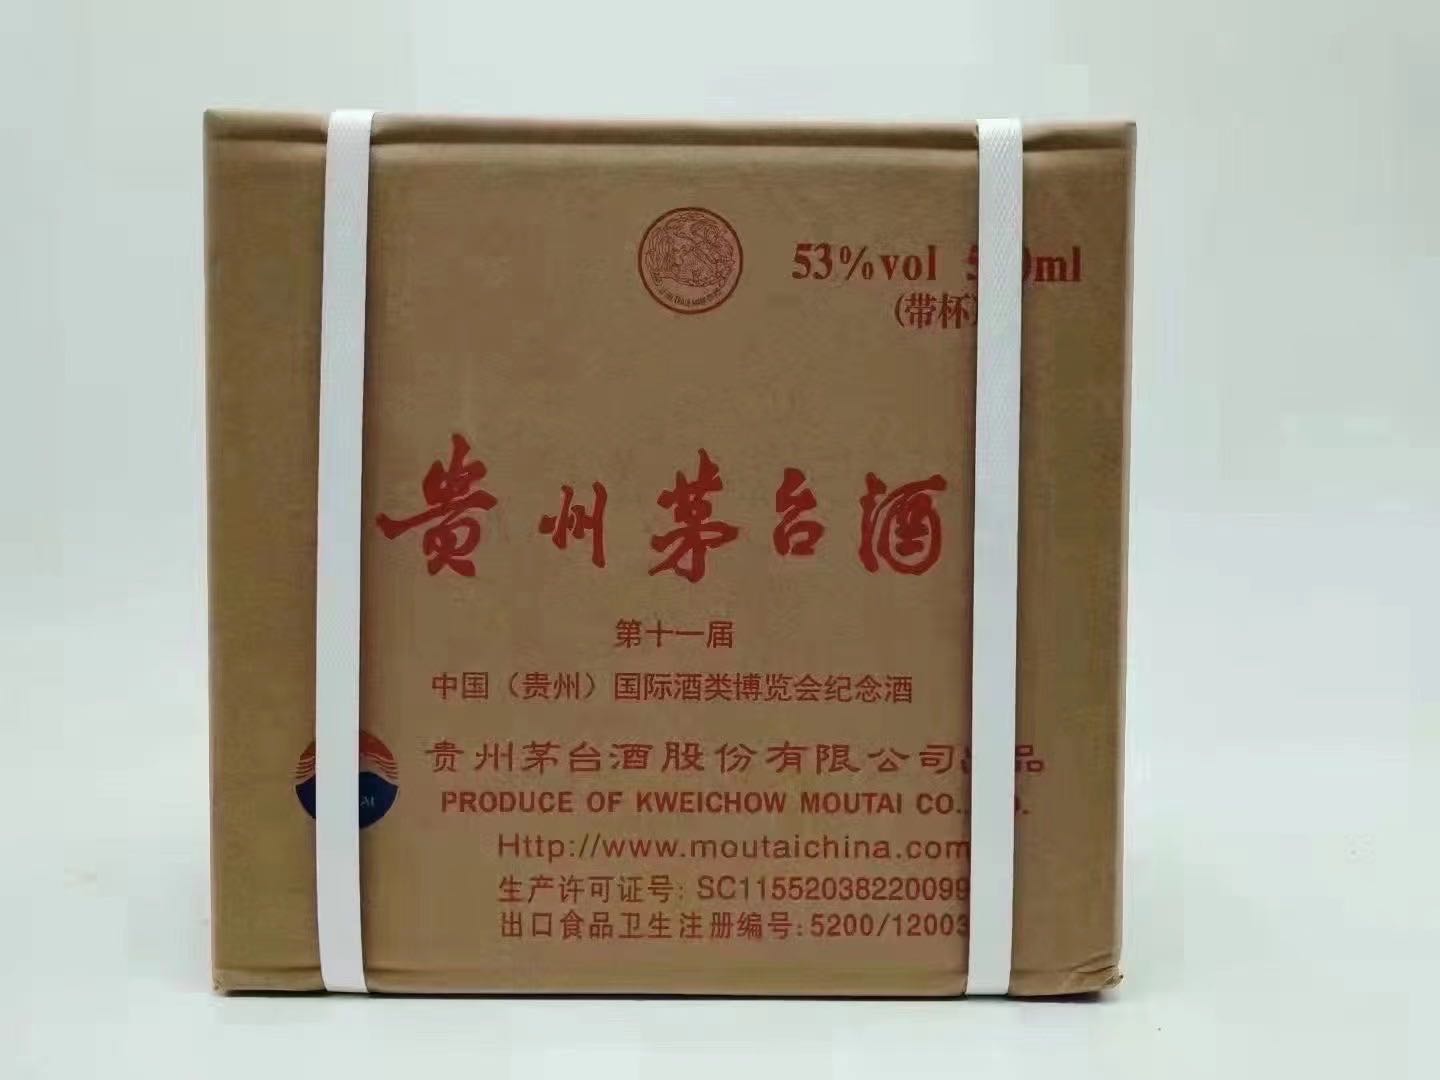 53%vol ml
(带杯
贵州茅台酒
第十一届
中国（贵州）国际酒类博览会纪念酒
贵州茅台酒股份有限公司出品
PRODUCE OF KWEICHOW MOUTAI CO.,
Http://www.moutaichina.com
生产许可证号: SC11552038220099
出口食品卫生注册编号:5200/12003